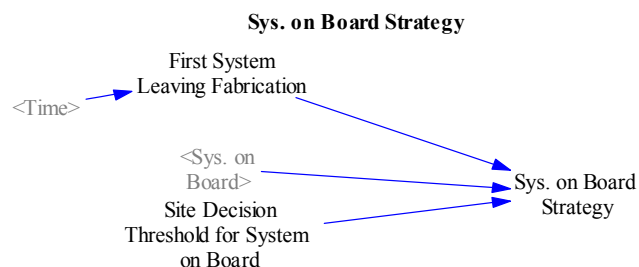 Sys. on Board Strategy
First System
Leaving Fabrication
<Time>
<Sys. on
Board>
Site Decision
Threshold for System
on Board
Sys. on Board
Strategy